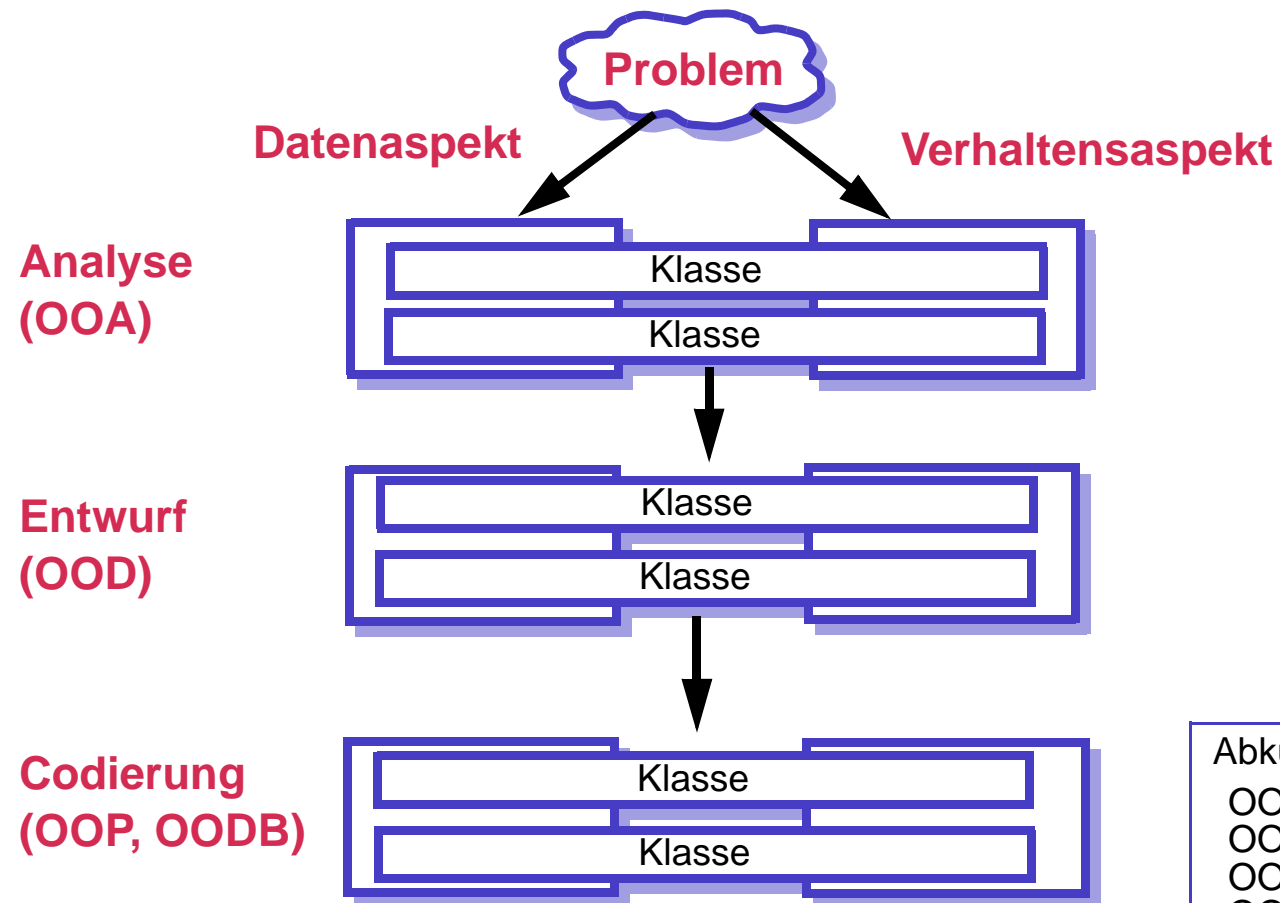 Problem
Datenaspekt
Verhaltensaspekt
Analyse
(OOA)
Klasse
Klasse
Entwurf
(OOD)
Klasse
Klasse
Codierung
(OOP, OODB)
Klasse
Klasse